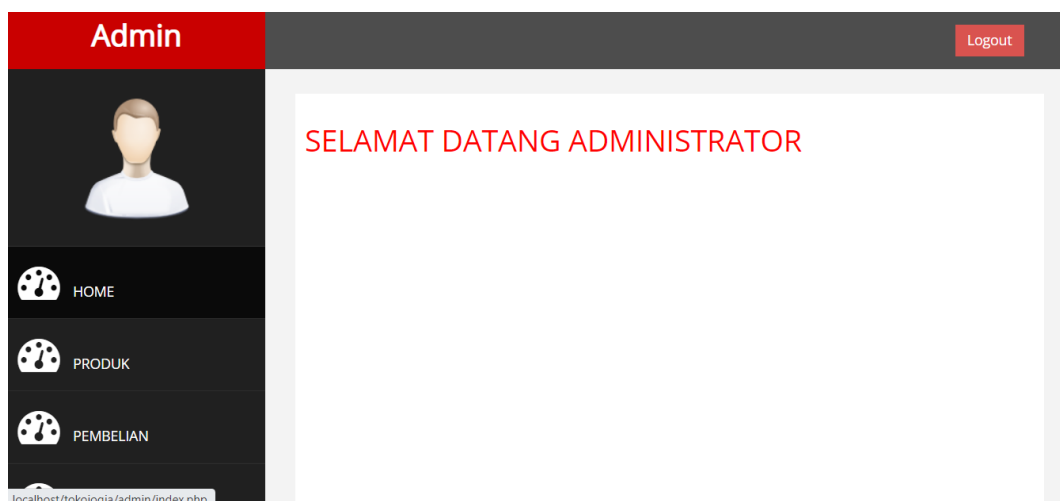 Admin
Logout
SELAMAT DATANG ADMINISTRATOR
HOME
PRODUK
PEMBELIAN
localhost/tokojogja/admin/index.php